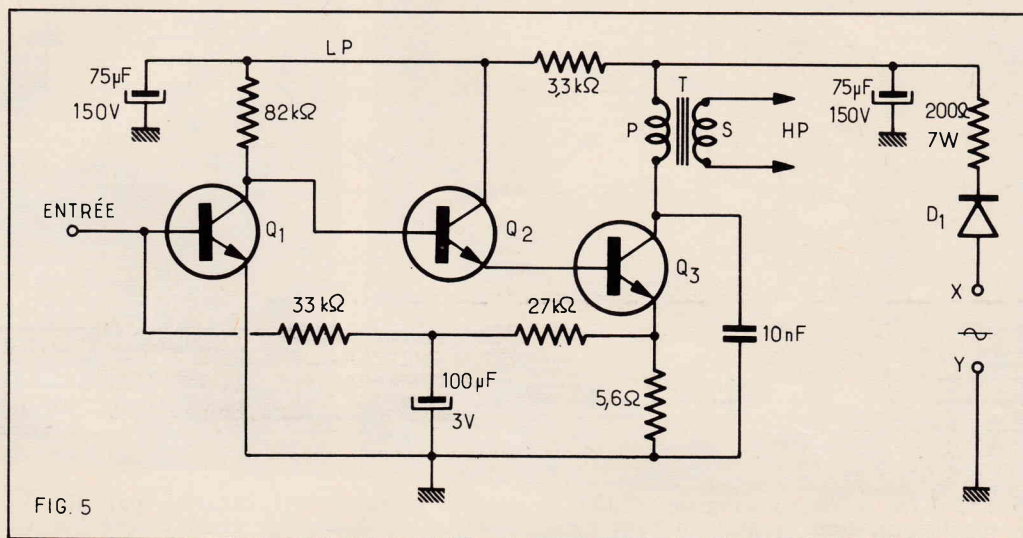 LP
75µF
150V
82kΩ
3,3kΩ
T
P
S
HP
75µF
150V
200Ω
7W
D1
ENTRÉE
Q1
Q2
Q3
X
Y
33kΩ
27kΩ
10nF
100µF
3V
5,6Ω
FIG. 5